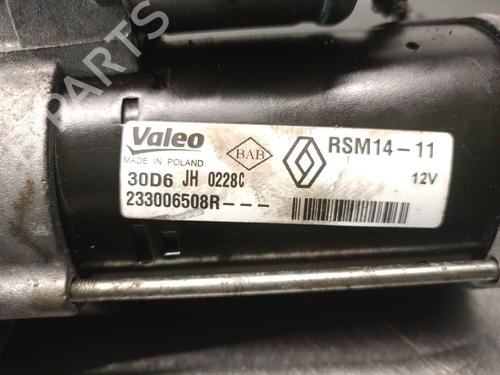 PARTS
Valeo
MADE IN POLAND
BAB
RSM14-11
12V
30D6 JH 0228C
233006508R---